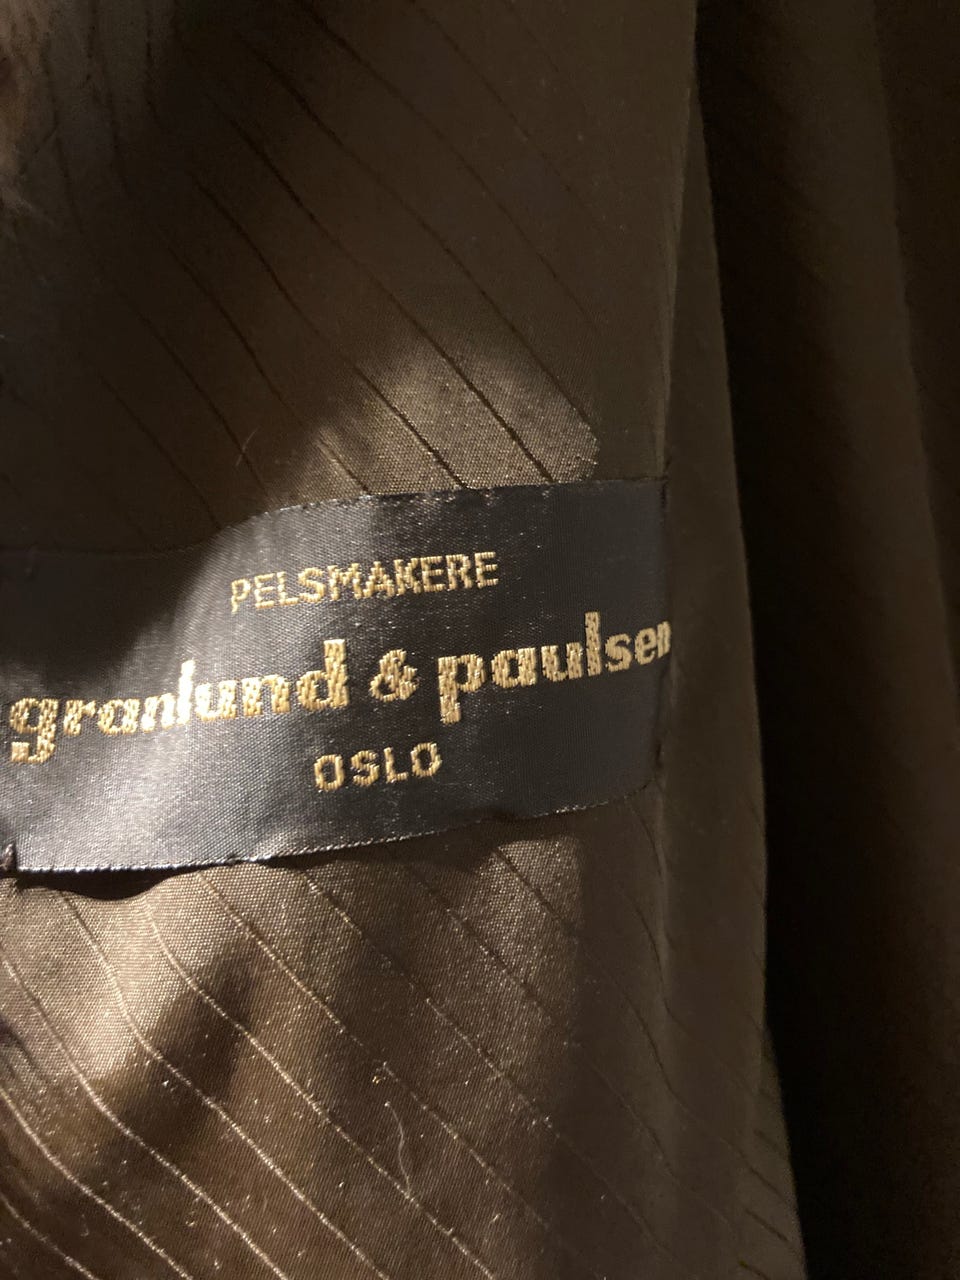 PELSMAKERE
granlund & paulsen
OSLO